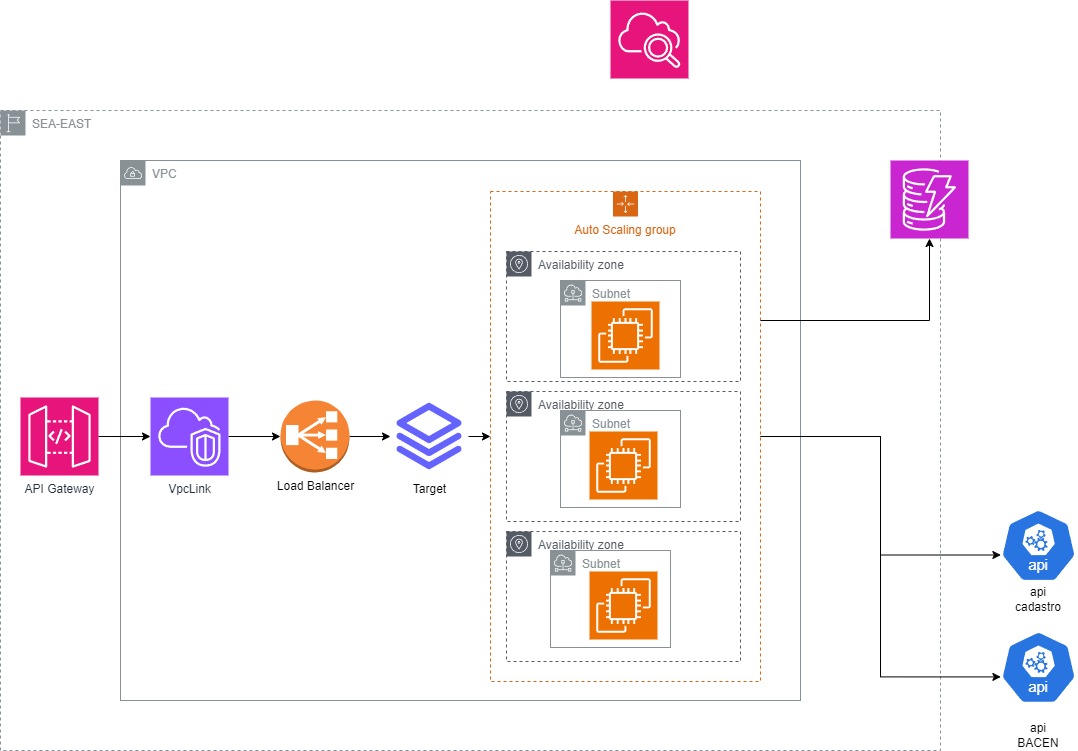 SEA-EAST
VPC
Auto Scaling group
Availability zone
Subnet
Availability zone
Subnet
API Gateway
VpcLink
Load Balancer
Target
Availability zone
Subnet
api
api
cadastro
api
api
BACEN